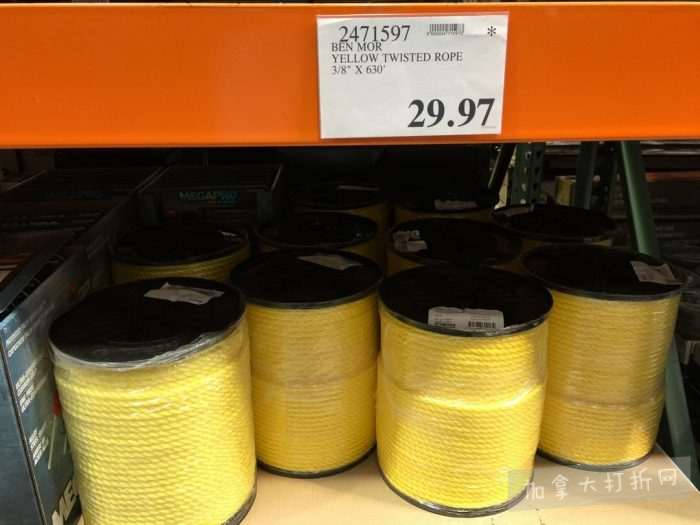 2471597 *
BEN MOR
YELLOW TWISTED ROPE
3/8" X 630'
29.97
MEGAPRO
加拿大打折网